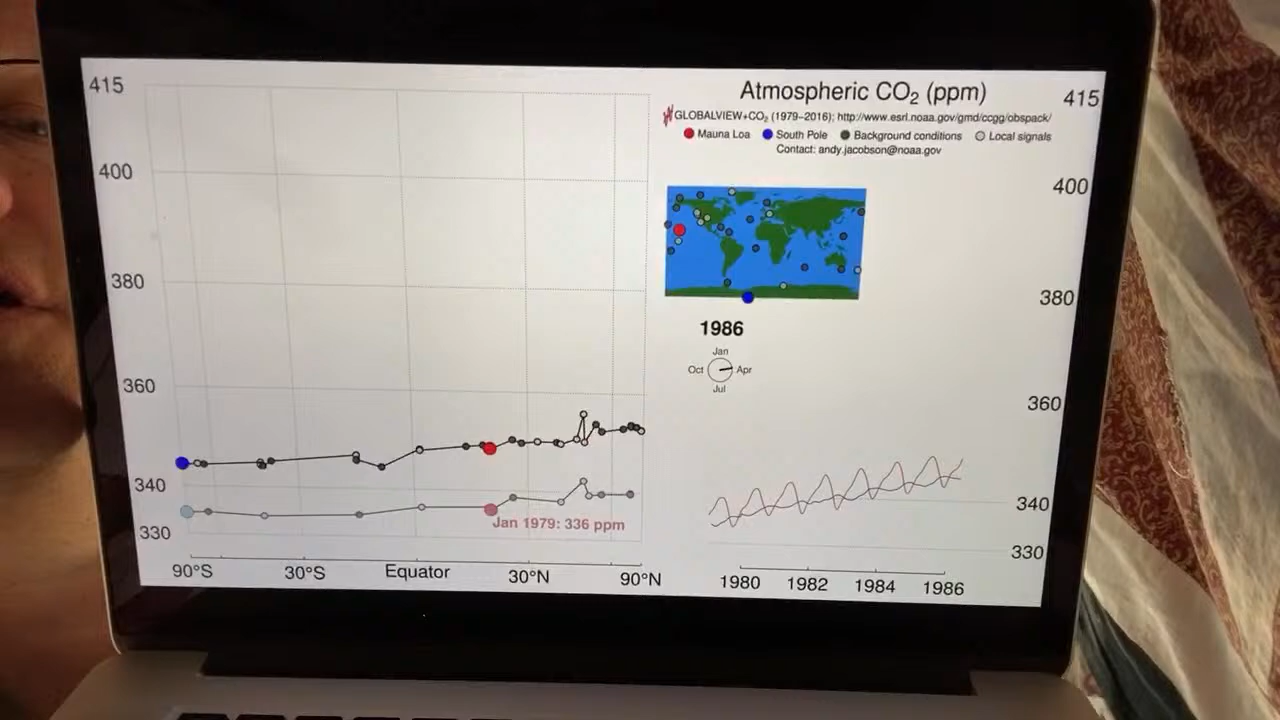 Atmospheric CO₂ (ppm)
GLOBALVIEW+CO₂ (1979–2016); http://www.esrl.noaa.gov/gmd/ccgg/obspack/
Mauna Loa South Pole Background conditions Local signals
Contact: andy.jacobson@noaa.gov
415
400
380
360
340
330
90°S 30°S Equator 30°N 90°N
Jan 1979: 336 ppm
1986
Jan
Oct Apr
Jul
415
400
380
360
340
330
1980 1982 1984 1986